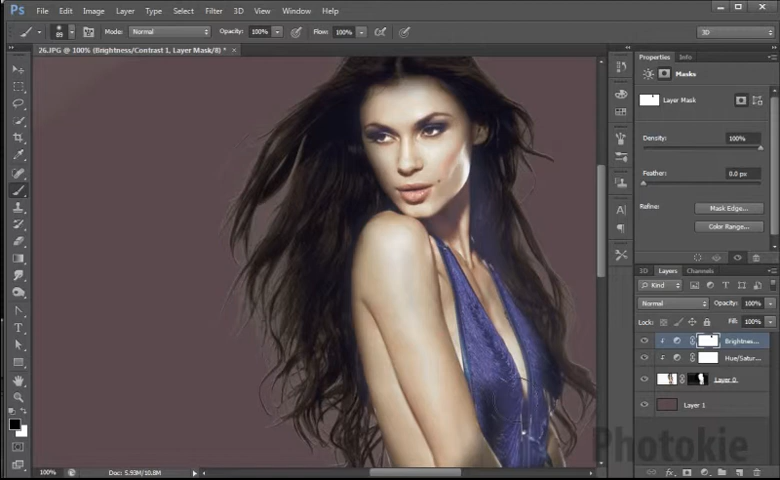 Ps File Edit Image Layer Type Select Filter 3D View Window Help
89 Mode: Normal Opacity: 100% Flow: 100% 3D
26.JPG @ 100% (Brightness/Contrast 1, Layer Mask/8) * ×
Properties Info
Masks
Layer Mask
Density: 100%
Feather: 0.0 px
Refine: Mask Edge...
Color Range...
3D Layers Channels
Kind
Normal Opacity: 100%
Lock: Fill: 100%
Brightnes...
Hue/Satur...
Layer 0
Layer 1
Photokie
100% Doc: 5.93M/10.8M